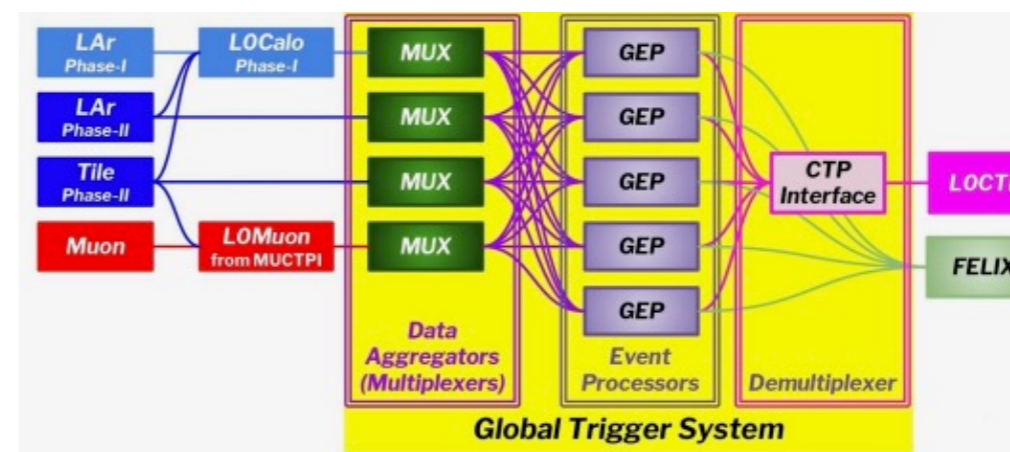 LAr
Phase-I
L0Calo
Phase-I
MUX
GEP
LAr
Phase-II
MUX
GEP
Tile
Phase-II
MUX
GEP
CTP
Interface
Muon
L0Muon
from MUCTPI
MUX
GEP
FELIX
GEP
Data
Aggregators
(Multiplexers)
Event
Processors
Demultiplexer
Global Trigger System